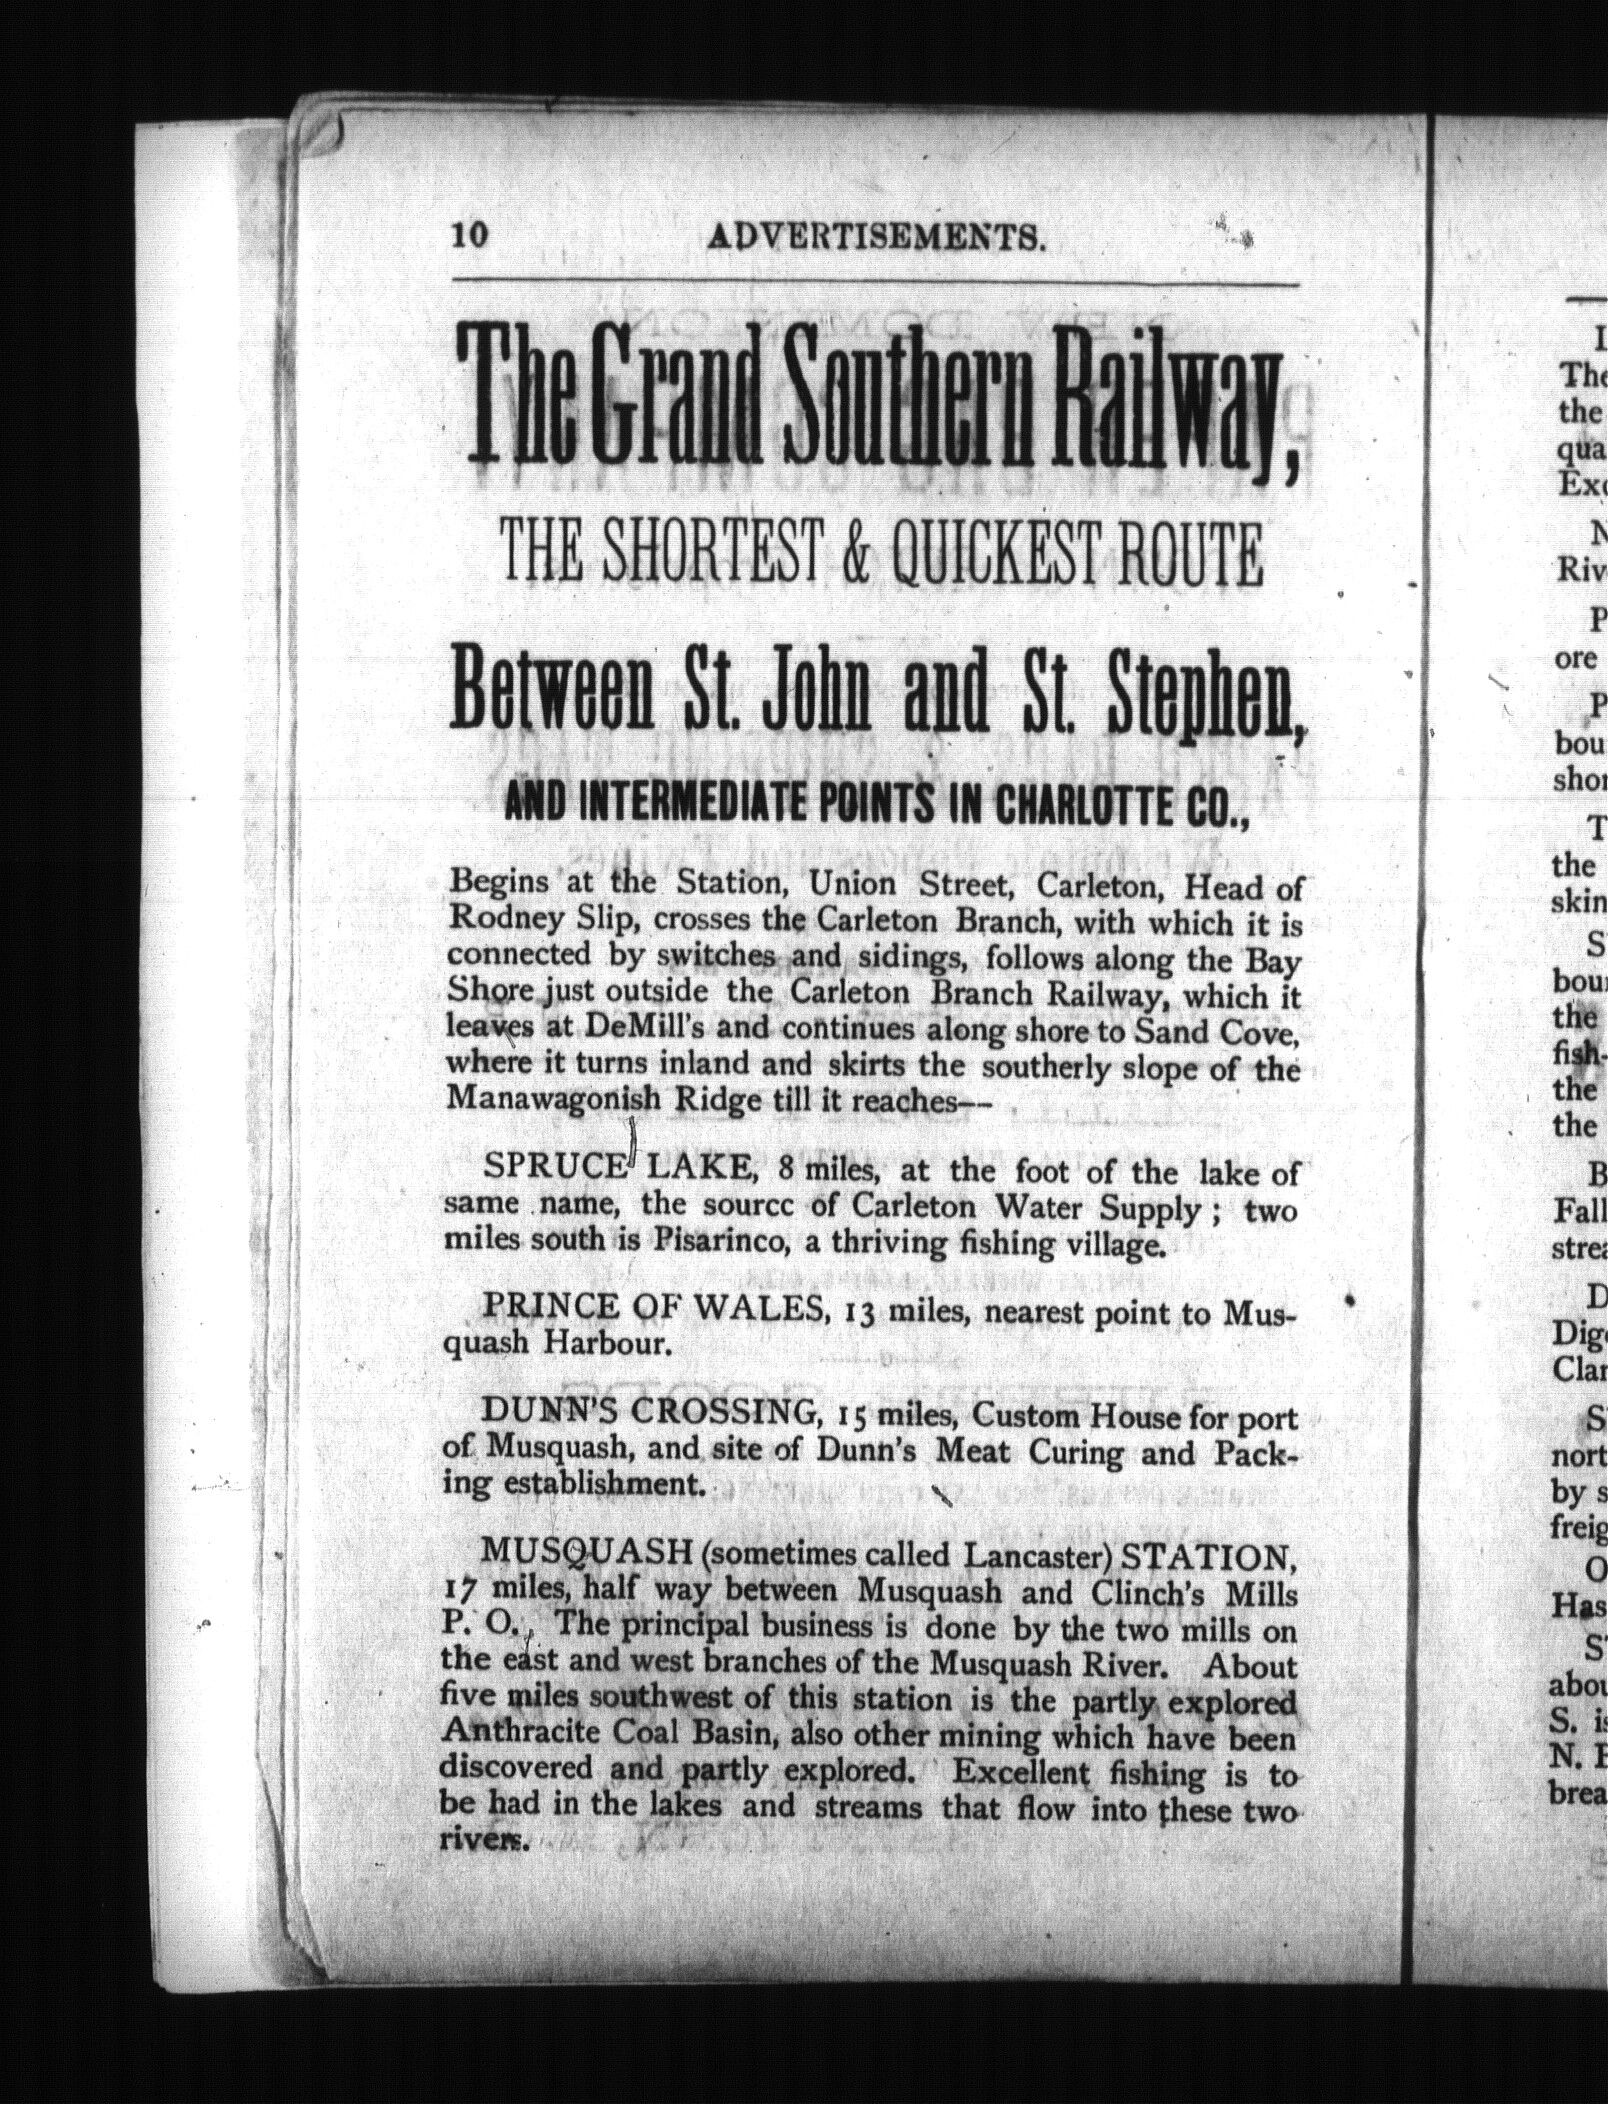 10 ADVERTISEMENTS.
The Grand Southern Railway,
THE SHORTEST & QUICKEST ROUTE
Between St. John and St. Stephen,
AND INTERMEDIATE POINTS IN CHARLOTTE CO.,
Begins at the Station, Union Street, Carleton, Head of
Rodney Slip, crosses the Carleton Branch, with which it is
connected by switches and sidings, follows along the Bay
Shore just outside the Carleton Branch Railway, which it
leaves at DeMill's and continues along shore to Sand Cove,
where it turns inland and skirts the southerly slope of the
Manawagonish Ridge till it reaches--
SPRUCE LAKE, 8 miles, at the foot of the lake of
same name, the sourcc of Carleton Water Supply ; two
miles south is Pisarinco, a thriving fishing village.
PRINCE OF WALES, 13 miles, nearest point to Mus-
quash Harbour.
DUNN'S CROSSING, 15 miles, Custom House for port
of Musquash, and site of Dunn's Meat Curing and Pack-
ing establishment.
MUSQUASH (sometimes called Lancaster) STATION,
17 miles, half way between Musquash and Clinch's Mills
P. O. The principal business is done by the two mills on
the east and west branches of the Musquash River. About
five miles southwest of this station is the partly explored
Anthracite Coal Basin, also other mining which have been
discovered and partly explored. Excellent fishing is to
be had in the lakes and streams that flow into these two
rivers.
The
the
ore
the
the
the
the
by
S. is